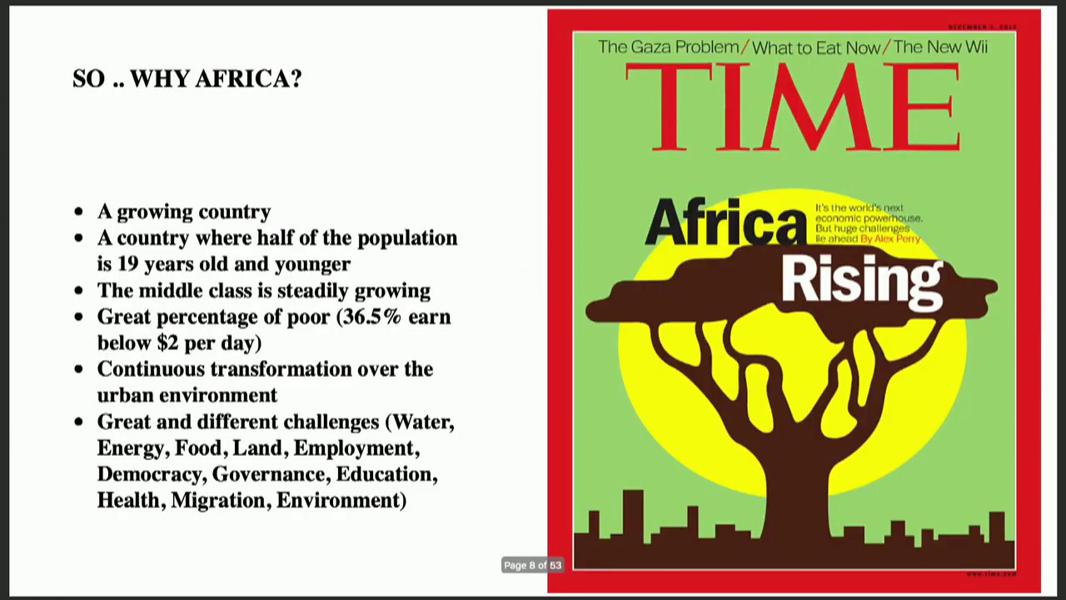 SO .. WHY AFRICA?
• A growing country
• A country where half of the population
is 19 years old and younger
• The middle class is steadily growing
• Great percentage of poor (36.5% earn
below $2 per day)
• Continuous transformation over the
urban environment
• Great and different challenges (Water,
Energy, Food, Land, Employment,
Democracy, Governance, Education,
Health, Migration, Environment)
The Gaza Problem/What to Eat Now/The New Wii
TIME
Africa
It's the world's next
economic powerhouse.
But huge challenges
lie ahead By Alex Perry
Rising
Page 8 of 53
www.time.com